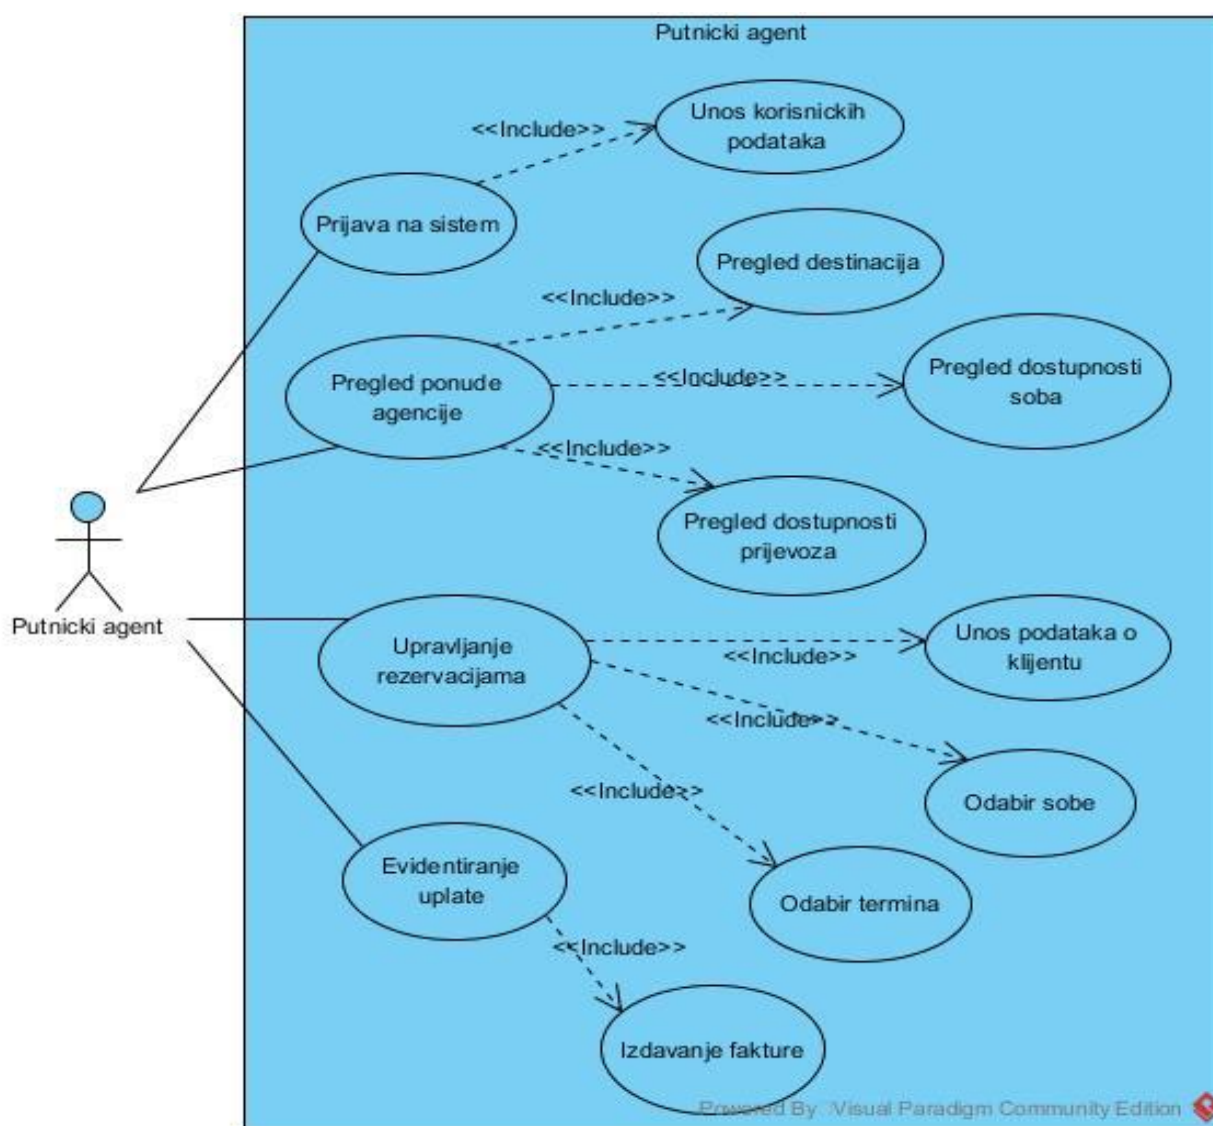 Putnicki agent
Unos korisnickih
podataka
<<Include>>
Prijava na sistem
Pregled destinacija
<<Include>>
Pregled ponude
agencije
<<Include>>
Pregled dostupnosti
soba
<<Include>>
Pregled dostupnosti
prijevoza
Putnicki agent
Upravljanje
rezervacijama
<<Include>>
Unos podataka o
klijentu
<<Include>>
Odabir sobe
<<Include>>
Odabir termina
Evidentiranje
uplate
<<Include>>
Izdavanje fakture
Powered By Visual Paradigm Community Edition